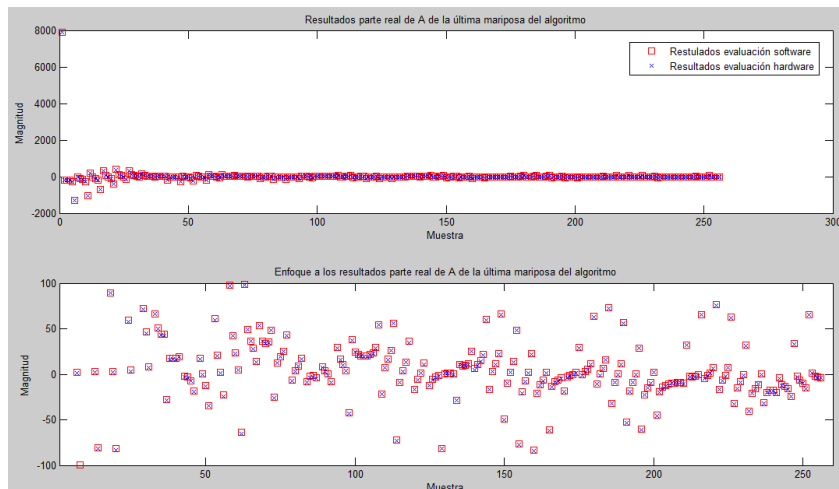 Resultados parte real de A de la última mariposa del algoritmo
8000
6000
4000
2000
0
-2000
Magnitud
Restulados evaluación software
Resultados evaluación hardware
0 50 100 150 200 250 300
Muestra
Enfoque a los resultados parte real de A de la última mariposa del algoritmo
100
50
0
-50
-100
Magnitud
50 100 150 200 250
Muestra